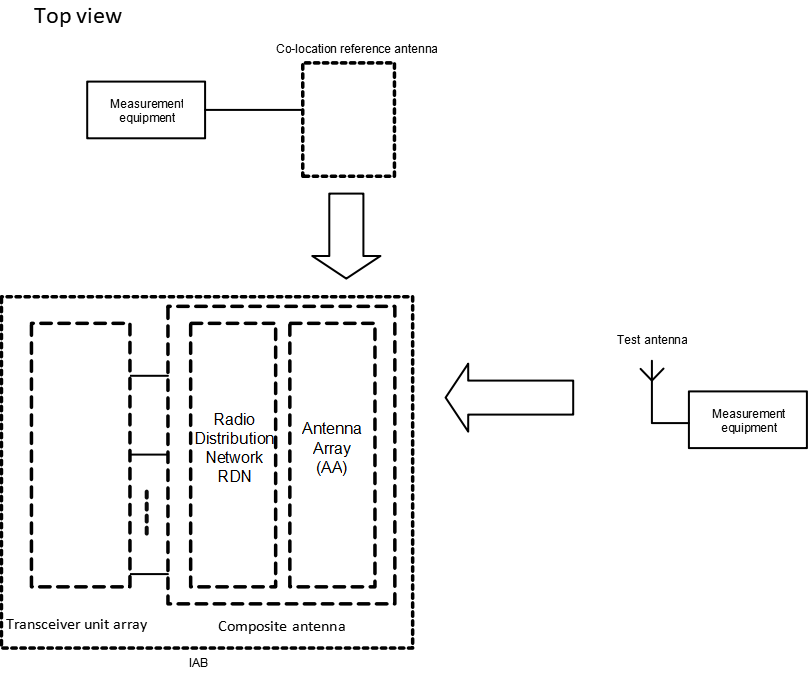 Top view
Co-location reference antenna
Measurement
equipment
Test antenna
Measurement
equipment
Radio
Distribution
Network
RDN
Antenna
Array
(AA)
Transceiver unit array
Composite antenna
IAB